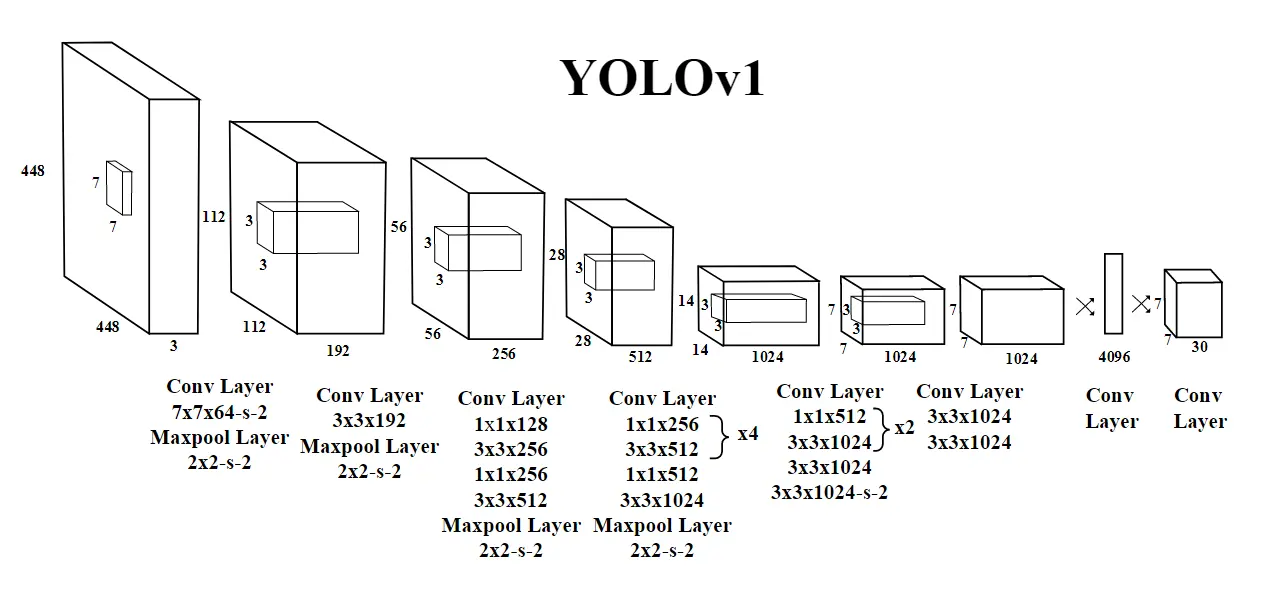 YOLOv1
448
448
3
7
7
112
112
192
3
3
56
56
256
3
3
28
28
512
3
3
14
14
1024
3
3
7
7
1024
3
3
7
7
1024
4096
7
7
30
Conv Layer
7x7x64-s-2
Maxpool Layer
2x2-s-2
Conv Layer
3x3x192
Maxpool Layer
2x2-s-2
Conv Layer
1x1x128
3x3x256
1x1x256
3x3x512
Maxpool Layer
2x2-s-2
Conv Layer
1x1x256
3x3x512
x4
1x1x512
3x3x1024
Maxpool Layer
2x2-s-2
Conv Layer
1x1x512
3x3x1024
x2
3x3x1024
3x3x1024-s-2
Conv Layer
3x3x1024
3x3x1024
Conv
Layer
Conv
Layer